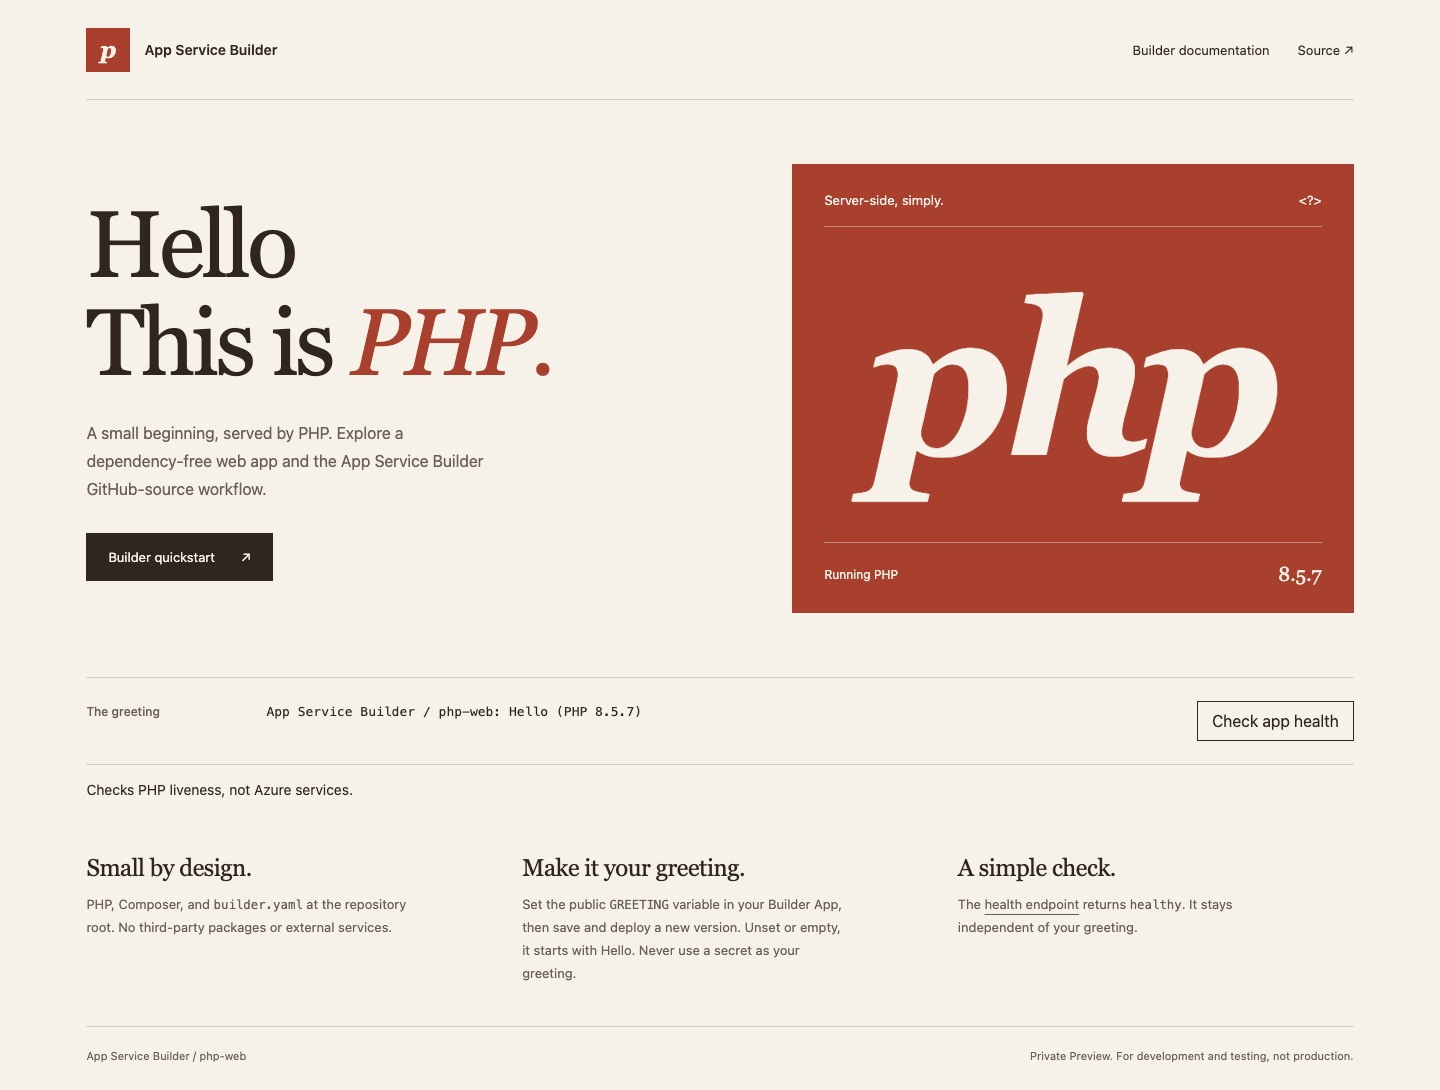 p
App Service Builder
Builder documentation
Source ↗
Hello
This is PHP.
A small beginning, served by PHP. Explore a
dependency-free web app and the App Service Builder
GitHub-source workflow.
Builder quickstart ↗
Server-side, simply.
<?>
php
Running PHP
8.5.7
The greeting
App Service Builder / php-web: Hello (PHP 8.5.7)
Check app health
Checks PHP liveness, not Azure services.
Small by design.
PHP, Composer, and builder.yaml at the repository
root. No third-party packages or external services.
Make it your greeting.
Set the public GREETING variable in your Builder App,
then save and deploy a new version. Unset or empty,
it starts with Hello. Never use a secret as your
greeting.
A simple check.
The health endpoint returns healthy. It stays
independent of your greeting.
App Service Builder / php-web
Private Preview. For development and testing, not production.